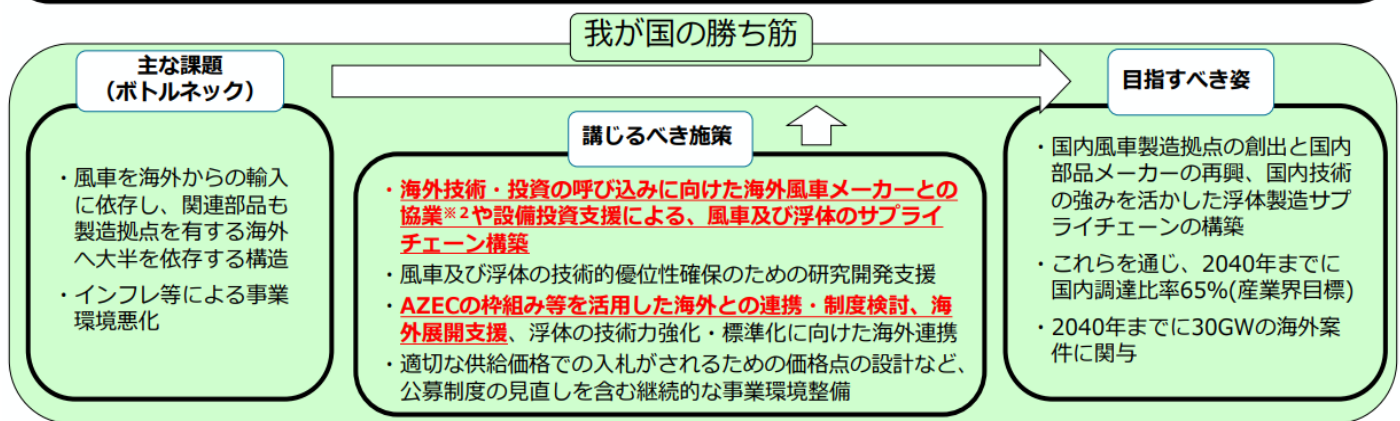 我が国の勝ち筋
主な課題
（ボトルネック）
・風車を海外からの輸入
に依存し、関連部品も
製造拠点を有する海外
へ大半を依存する構造
・インフレ等による事業
環境悪化
講じるべき施策
・海外技術・投資の呼び込みに向けた海外風車メーカーとの
協業※2や設備投資支援による、風車及び浮体のサプライ
チェーン構築
・風車及び浮体の技術的優位性確保のための研究開発支援
・AZECの枠組み等を活用した海外との連携・制度検討、海
外展開支援、浮体の技術力強化・標準化に向けた海外連携
・適切な供給価格での入札がされるための価格点の設計など、
公募制度の見直しを含む継続的な事業環境整備
目指すべき姿
・国内風車製造拠点の創出と国内
部品メーカーの再興、国内技術
の強みを活かした浮体製造サプ
ライチェーンの構築
・これらを通じ、2040年までに
国内調達比率65%(産業界目標)
・2040年までに30GWの海外案
件に関与